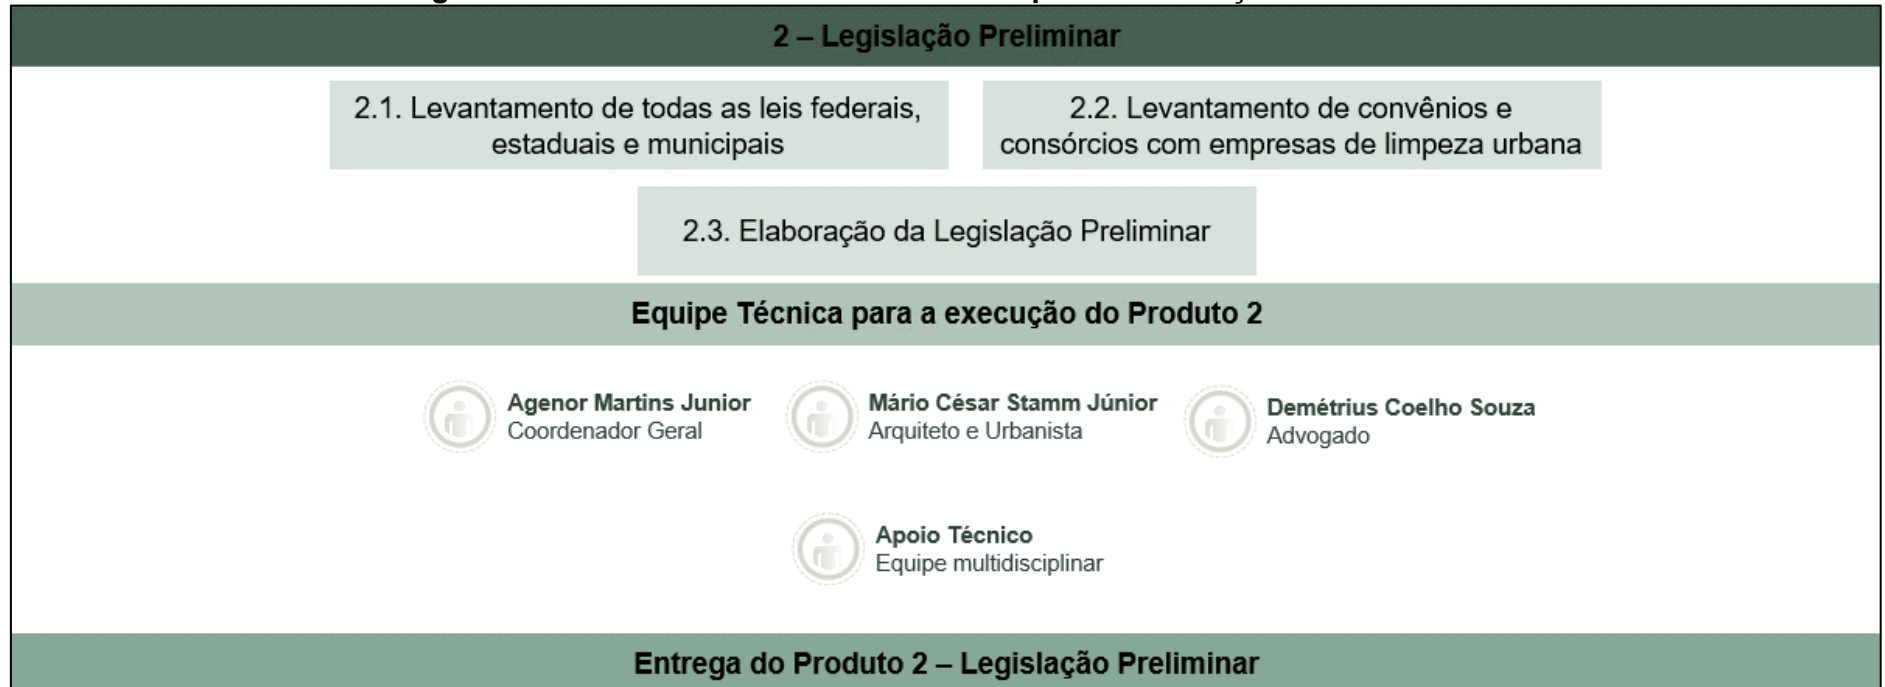 2 – Legislação Preliminar
2.1. Levantamento de todas as leis federais,
estaduais e municipais
2.2. Levantamento de convênios e
consórcios com empresas de limpeza urbana
2.3. Elaboração da Legislação Preliminar
Equipe Técnica para a execução do Produto 2
Agenor Martins Junior
Coordenador Geral
Mário César Stamm Júnior
Arquiteto e Urbanista
Demétrius Coelho Souza
Advogado
Apoio Técnico
Equipe multidisciplinar
Entrega do Produto 2 – Legislação Preliminar